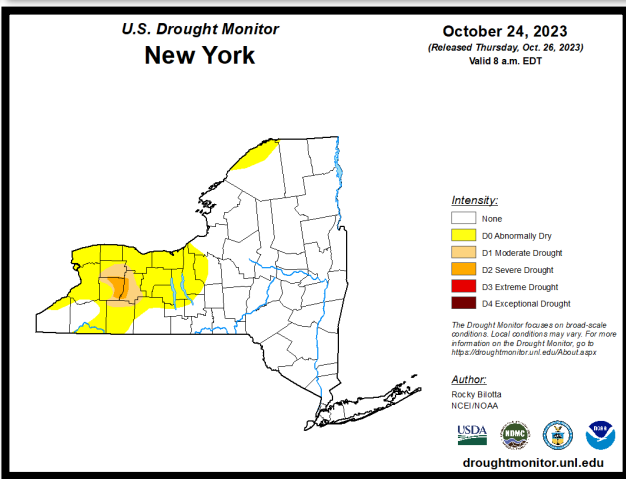 U.S. Drought Monitor
New York
October 24, 2023
(Released Thursday, Oct. 26, 2023)
Valid 8 a.m. EDT
Intensity:
None
D0 Abnormally Dry
D1 Moderate Drought
D2 Severe Drought
D3 Extreme Drought
D4 Exceptional Drought
The Drought Monitor focuses on broad-scale
conditions. Local conditions may vary. For more
information on the Drought Monitor, go to
https://droughtmonitor.unl.edu/About.aspx
Author:
Rocky Bilotta
NCEI/NOAA
USDA
NDMC
NOAA
droughtmonitor.unl.edu